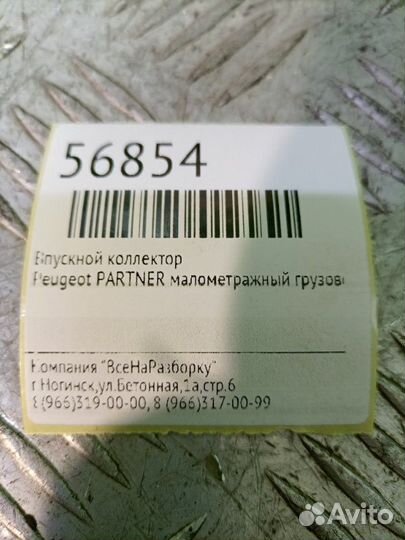 56854
Впускной коллектор
Peugeot PARTNER малометражный грузов
Компания "ВсеНаРазборку"
г.Ногинск,ул.Бетонная,1а,стр.6
8(966)319-00-00, 8 (966)317-00-99
Avito